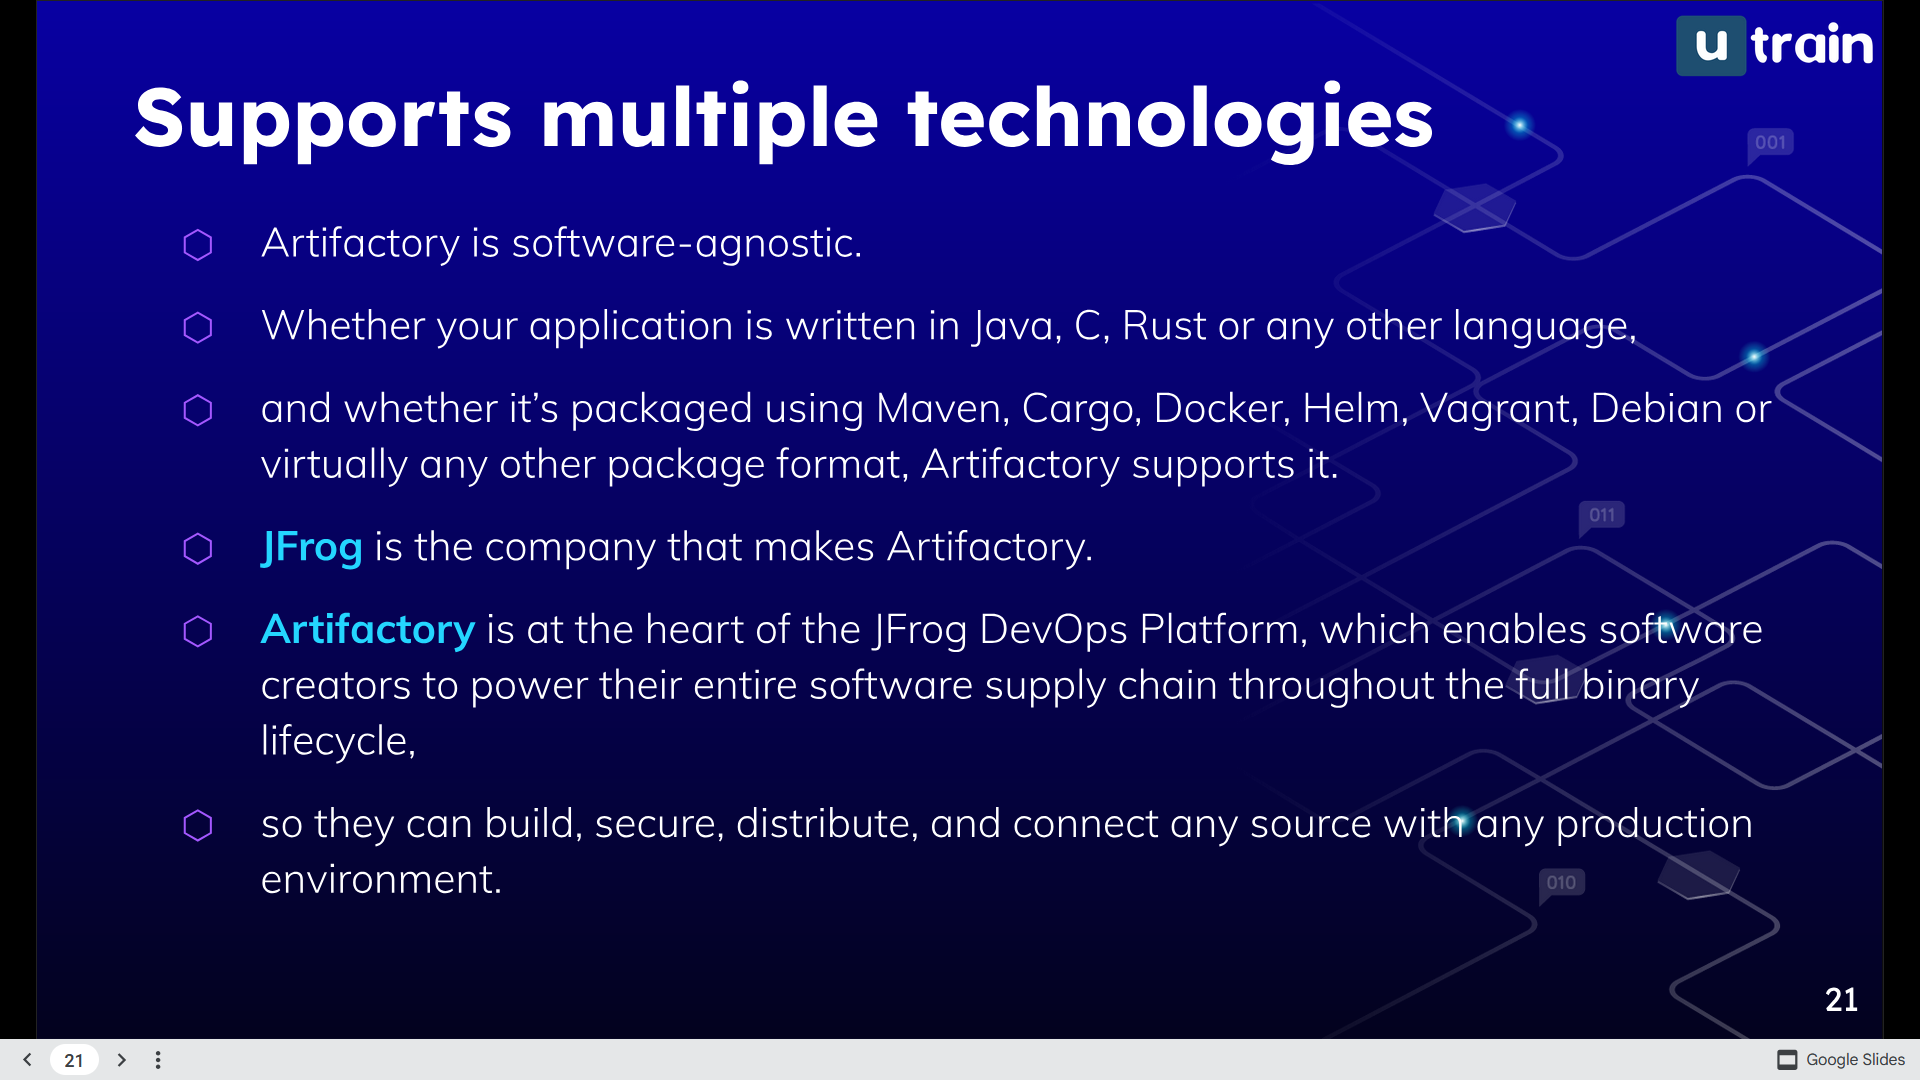 u train
Supports multiple technologies
001
Artifactory is software-agnostic.
Whether your application is written in Java, C, Rust or any other language,
and whether it’s packaged using Maven, Cargo, Docker, Helm, Vagrant, Debian or
virtually any other package format, Artifactory supports it.
011
JFrog is the company that makes Artifactory.
Artifactory is at the heart of the JFrog DevOps Platform, which enables software
creators to power their entire software supply chain throughout the full binary
lifecycle,
so they can build, secure, distribute, and connect any source with any production
environment.
010
21
21
Google Slides